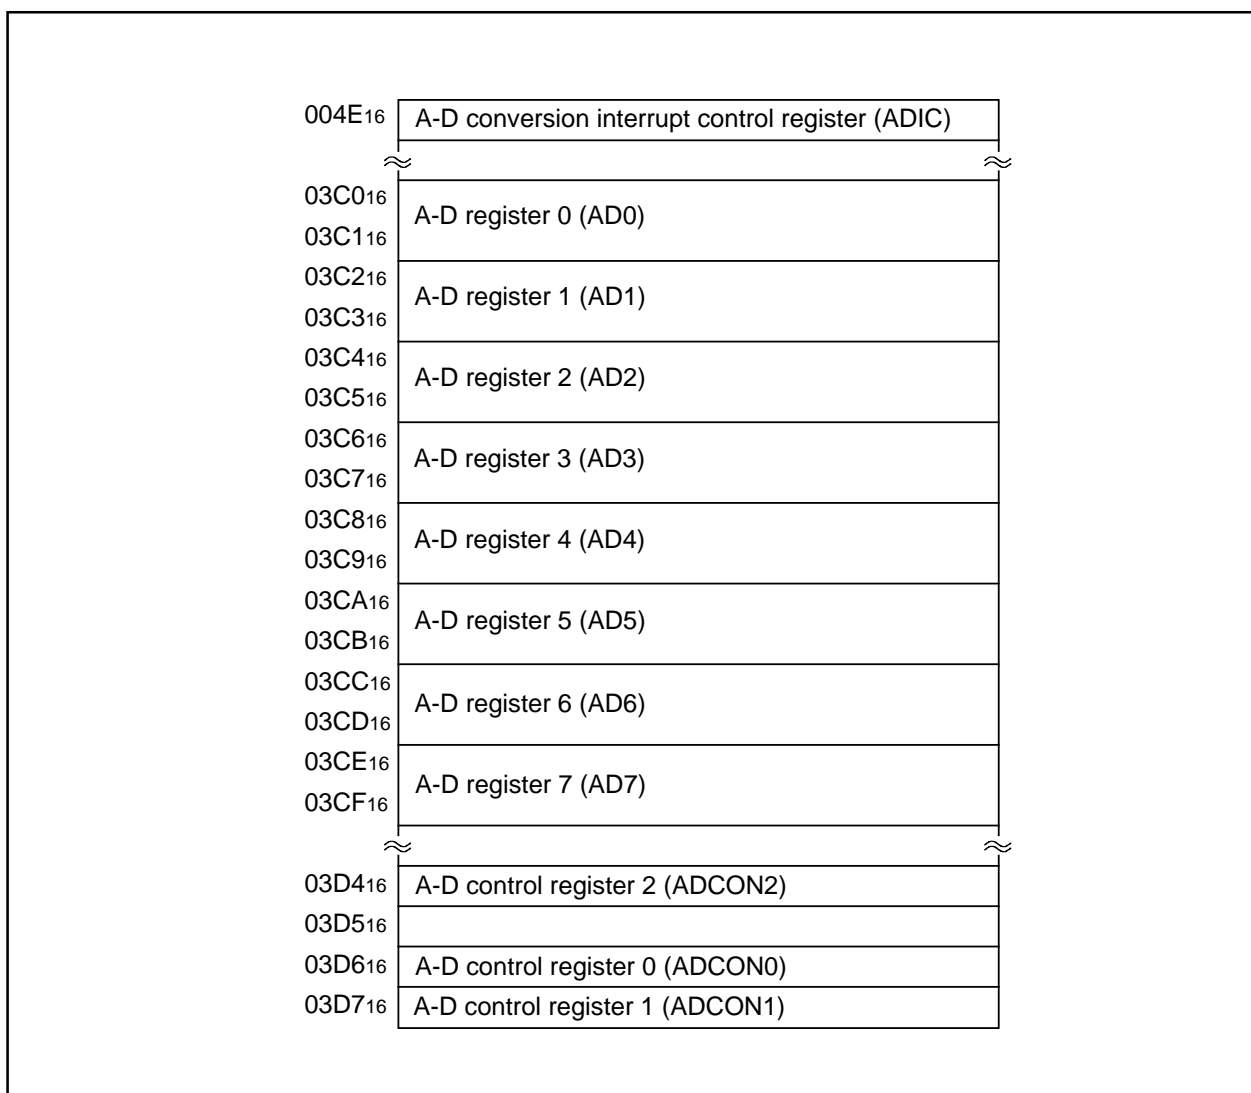 004E16 A-D conversion interrupt control register (ADIC)
03C016
A-D register 0 (AD0)
03C116
03C216
A-D register 1 (AD1)
03C316
03C416
A-D register 2 (AD2)
03C516
03C616
A-D register 3 (AD3)
03C716
03C816
A-D register 4 (AD4)
03C916
03CA16
A-D register 5 (AD5)
03CB16
03CC16
A-D register 6 (AD6)
03CD16
03CE16
A-D register 7 (AD7)
03CF16
03D416 A-D control register 2 (ADCON2)
03D516
03D616 A-D control register 0 (ADCON0)
03D716 A-D control register 1 (ADCON1)